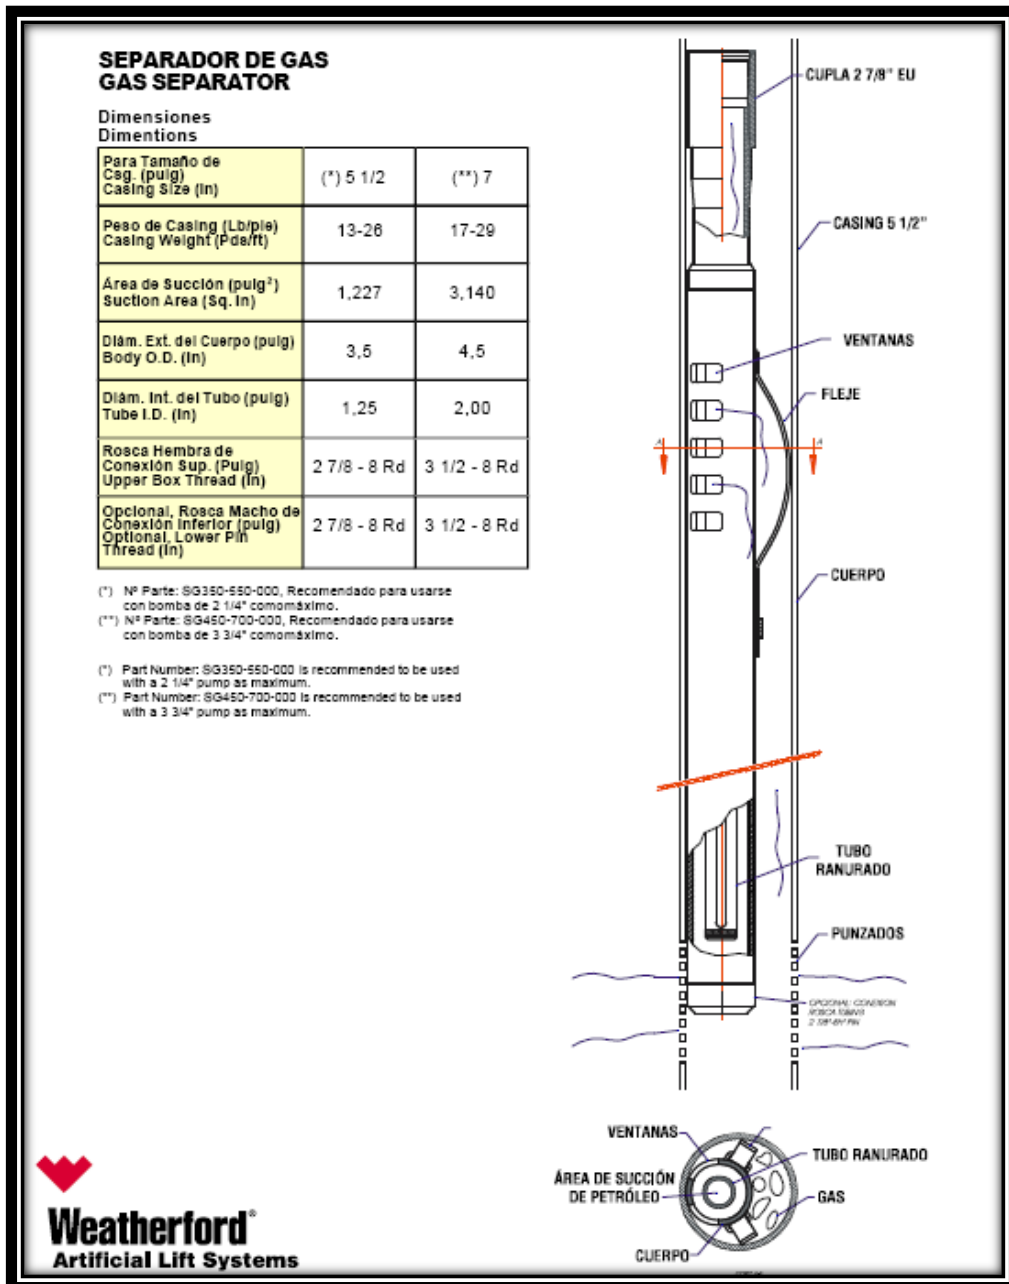 SEPARADOR DE GAS
GAS SEPARATOR
Dimensiones
Dimentions
Para Tamaño de
Csg. (pulg)
Casing Size (in)
(*) 5 1/2
(**) 7
Peso de Casing (Lb/pie)
Casing Weight (Pds/ft)
13-26
17-29
Área de Succión (pulg²)
Suction Area (Sq. in)
1,227
3,140
Diám. Ext. del Cuerpo (pulg)
Body O.D. (in)
3,5
4,5
Diám. Int. del Tubo (pulg)
Tube I.D. (in)
1,25
2,00
Rosca Hembra de
Conexión Sup. (Pulg)
Upper Box Thread (in)
2 7/8 - 8 Rd
3 1/2 - 8 Rd
Opcional, Rosca Macho de
Conexión Inferior (pulg)
Optional, Lower Pin
Thread (in)
2 7/8 - 8 Rd
3 1/2 - 8 Rd
(*) Nº Parte: SG350-550-000, Recomendado para usarse
con bomba de 2 1/4" comomáximo.
(**) Nº Parte: SG450-700-000, Recomendado para usarse
con bomba de 3 3/4" comomáximo.
(*) Part Number: SG350-550-000 is recommended to be used
with a 2 1/4" pump as maximum.
(**) Part Number: SG450-700-000 is recommended to be used
with a 3 3/4" pump as maximum.
CUPLA 2 7/8" EU
CASING 5 1/2"
VENTANAS
FLEJE
A
A
CUERPO
TUBO
RANURADO
PUNZADOS
OPCIONAL: CONEXION
ROSCA TUBING
VENTANAS
TUBO RANURADO
ÁREA DE SUCCIÓN
DE PETRÓLEO
GAS
CUERPO
Weatherford®
Artificial Lift Systems